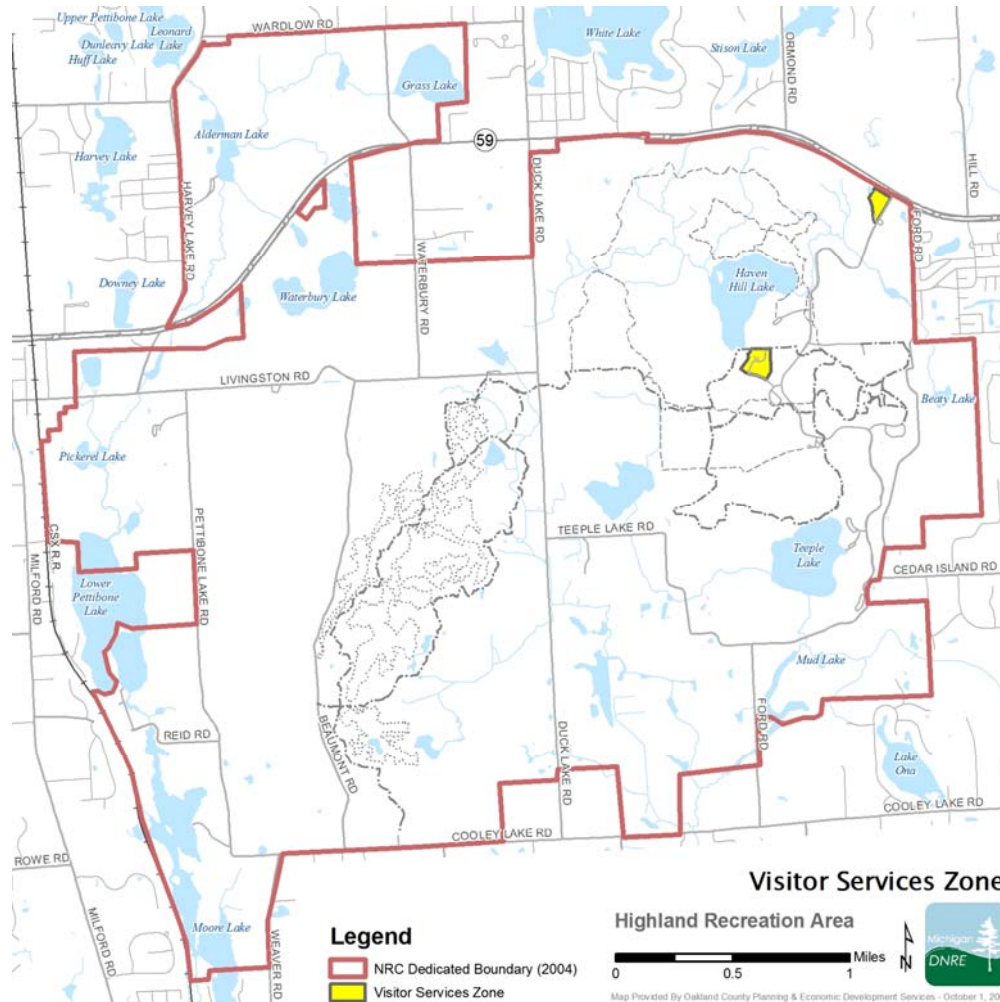 WARDLOW RD
Upper Pettibone Lake
Leonard
Lake
Dunleavy Lake
Huff Lake
White Lake
Stison Lake
ORMOND RD
Grass Lake
Alderman Lake
Harvey Lake
59
HARVEY LAKE RD
DUCK LAKE RD
HILL RD
FORD RD
WATERBURY RD
Haven
Hill Lake
Downey Lake
Waterbury Lake
LIVINGSTON RD
Beaty Lake
Pickerel Lake
CSX R.R.
MILFORD RD
PETTIBONE LAKE RD
TEEPLE LAKE RD
Teeple
Lake
CEDAR ISLAND RD
Lower
Pettibone
Lake
Mud Lake
FORD RD
REID RD
BEAUMONT RD
DUCK LAKE RD
Lake
Ona
COOLEY LAKE RD
COOLEY LAKE RD
ROWE RD
MILFORD RD
Moore Lake
WEAVER RD
Visitor Services Zone
Legend
NRC Dedicated Boundary (2004)
Visitor Services Zone
Highland Recreation Area
0 0.5 1 Miles
N
Michigan
DNRE
Map Provided By Oakland County Planning & Economic Development Services - October 1, 20